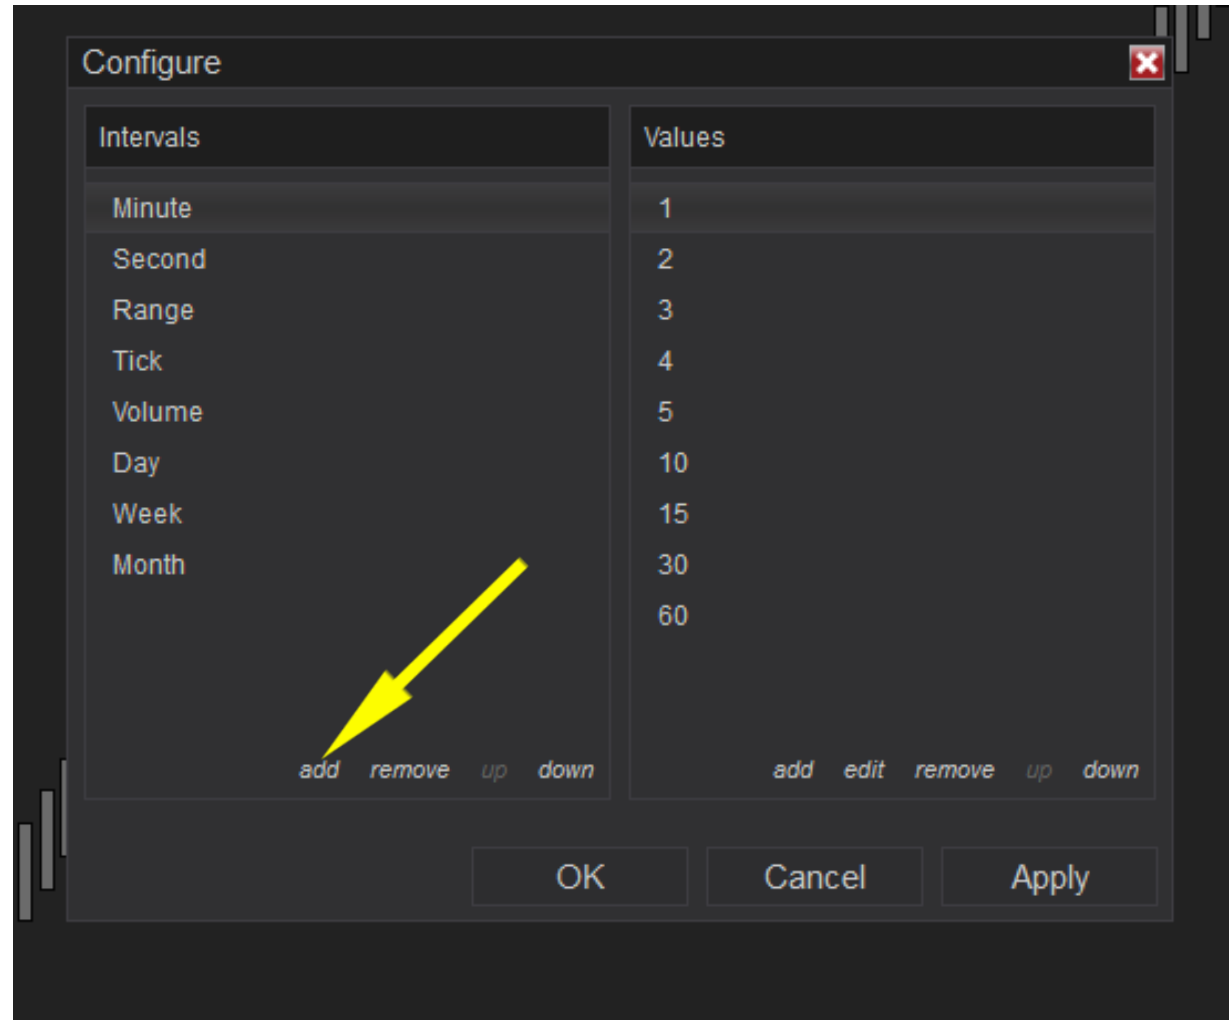 Configure
Intervals
Minute
Second
Range
Tick
Volume
Day
Week
Month
add remove up down
Values
1
2
3
4
5
10
15
30
60
add edit remove up down
OK Cancel Apply